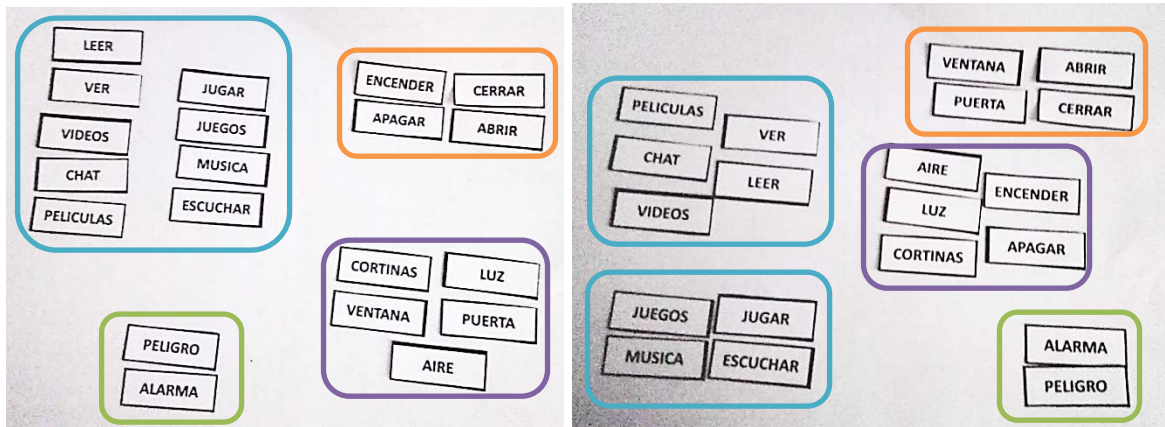 LEER
VER
VIDEOS
CHAT
PELICULAS
JUGAR
JUEGOS
MUSICA
ESCUCHAR
ENCENDER
CERRAR
APAGAR
ABRIR
CORTINAS
LUZ
VENTANA
PUERTA
AIRE
PELIGRO
ALARMA
PELICULAS
VER
CHAT
LEER
VIDEOS
JUEGOS
JUGAR
MUSICA
ESCUCHAR
VENTANA
ABRIR
PUERTA
CERRAR
AIRE
ENCENDER
LUZ
APAGAR
CORTINAS
ALARMA
PELIGRO